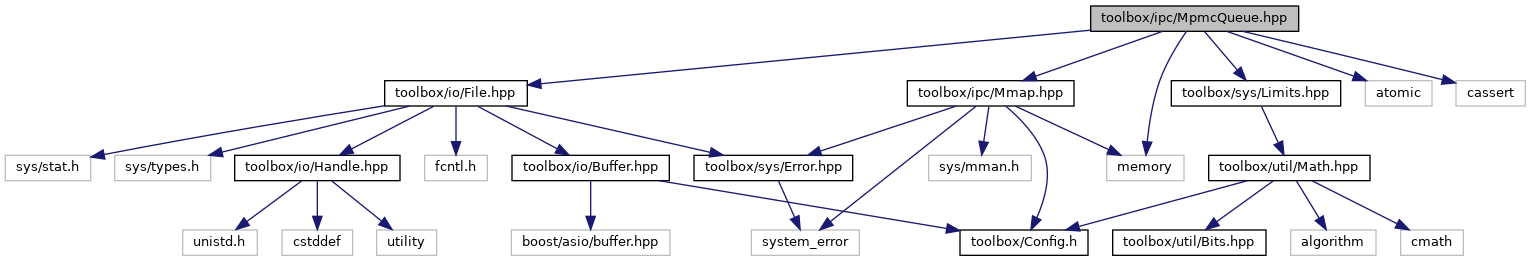 toolbox/ipc/MpmcQueue.hpp
toolbox/io/File.hpp
toolbox/ipc/Mmap.hpp
toolbox/sys/Limits.hpp
atomic
cassert
sys/stat.h
sys/types.h
toolbox/io/Handle.hpp
fcntl.h
toolbox/io/Buffer.hpp
toolbox/sys/Error.hpp
sys/mman.h
memory
toolbox/util/Math.hpp
unistd.h
cstddef
utility
boost/asio/buffer.hpp
system_error
toolbox/Config.h
toolbox/util/Bits.hpp
algorithm
cmath